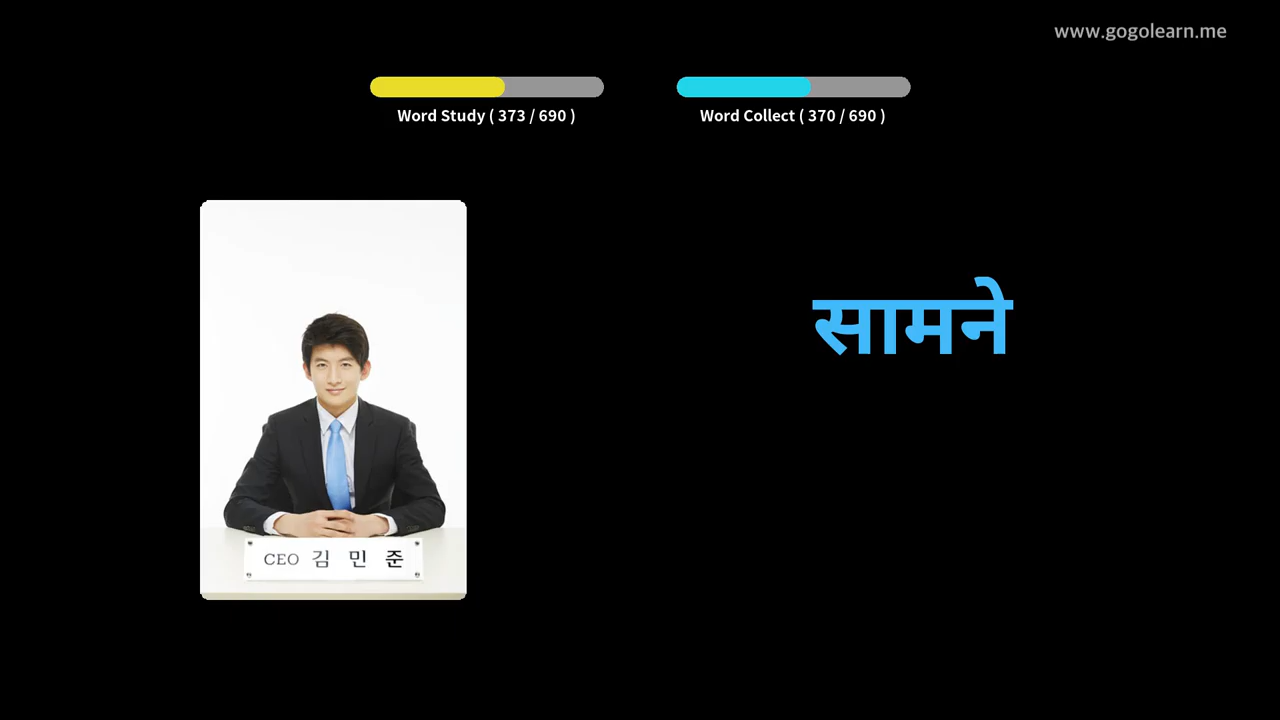 www.gogolearn.me
Word Study ( 373 / 690 )
Word Collect ( 370 / 690 )
सामने
CEO 김 민 준